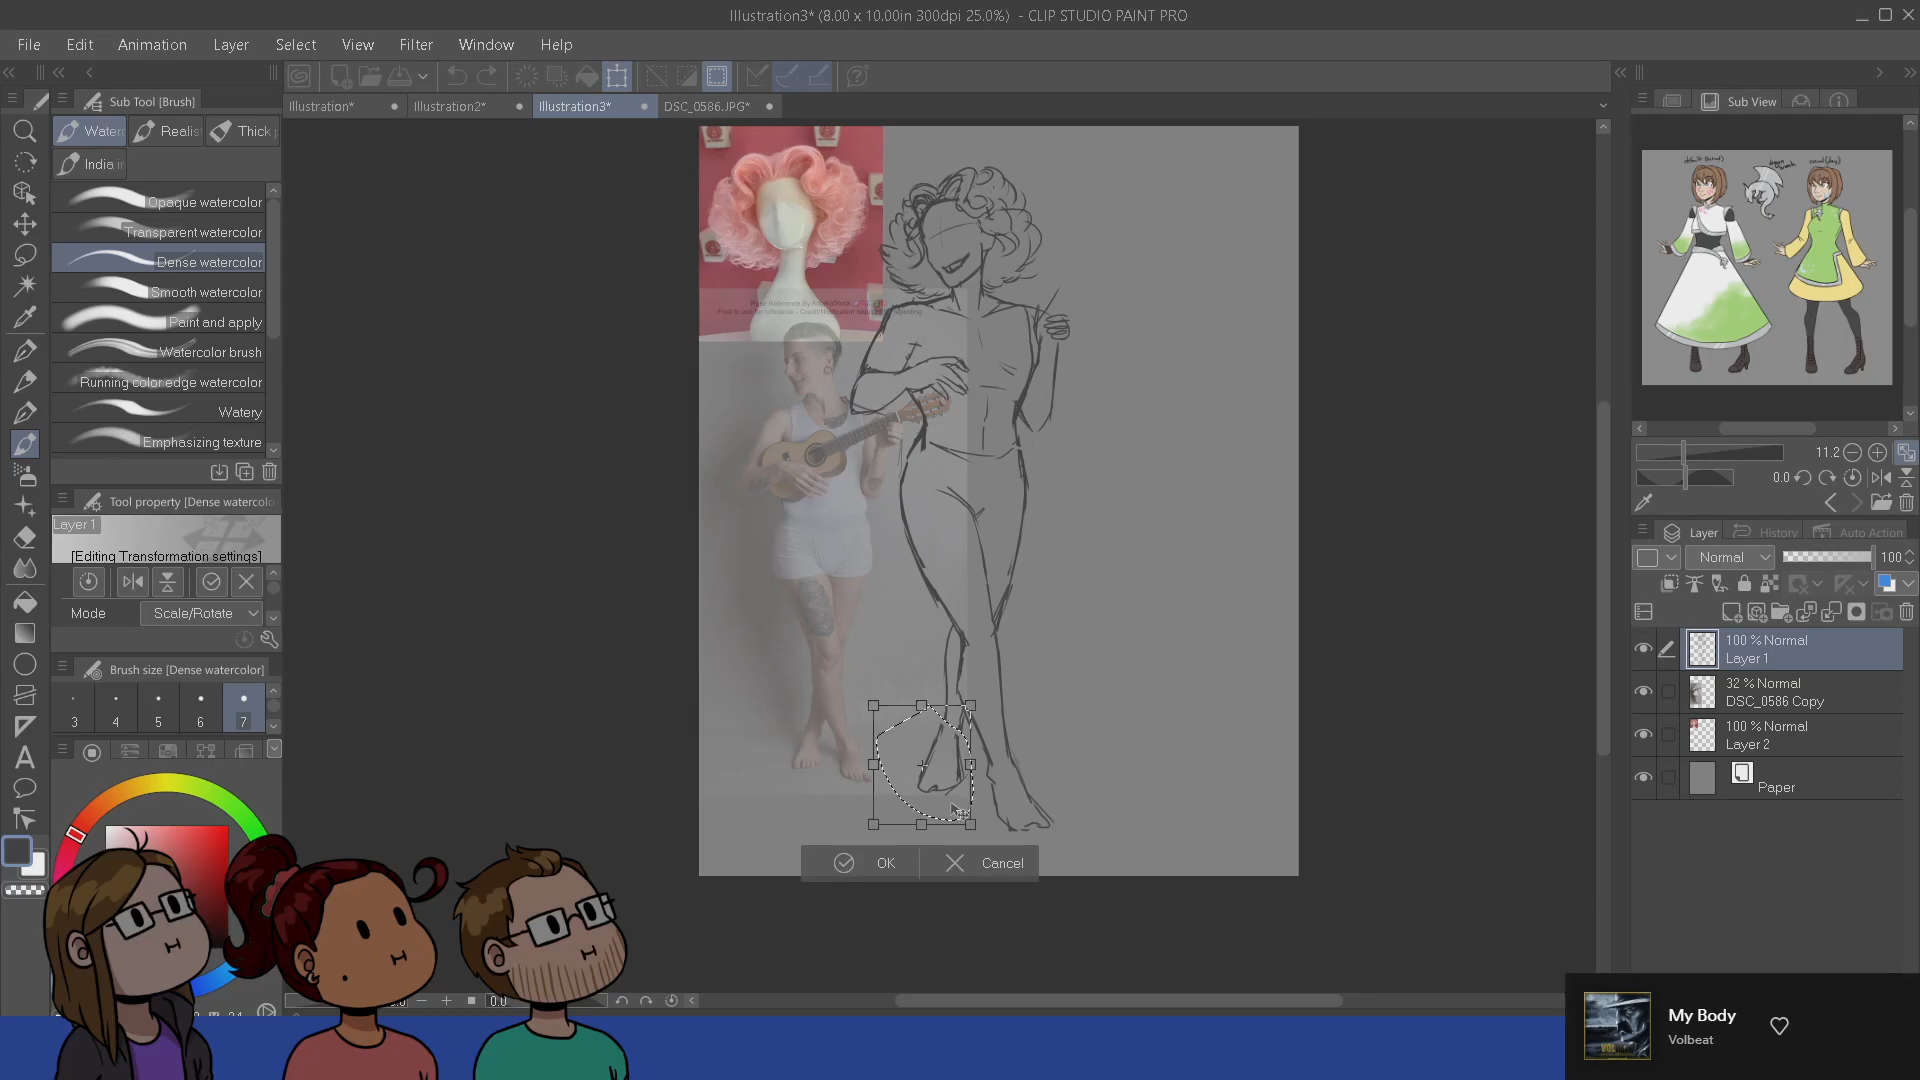 Illustration3* (8.00 x 10.00in 300dpi 25.0%) - CLIP STUDIO PAINT PRO
File Edit Animation Layer Select View Filter Window Help
Sub Tool [Brush]
Illustration* Illustration2* Illustration3* DSC_0586.JPG*
Sub View
Water Realis Thick
India in
Opaque watercolor
Transparent watercolor
Dense watercolor
Smooth watercolor
Paint and apply
Watercolor brush
Running color edge watercolor
Watery
Emphasizing texture
Tool property [Dense watercolo
Layer 1
[Editing Transformation settings]
Mode Scale/Rotate
Brush size [Dense watercolor]
3 4 5 6 7
OK Cancel
0.0
11.2
0.0
Layer History Auto Action
Normal 100
100 % Normal
Layer 1
32 % Normal
DSC_0586 Copy
100 % Normal
Layer 2
Paper
My Body
Volbeat